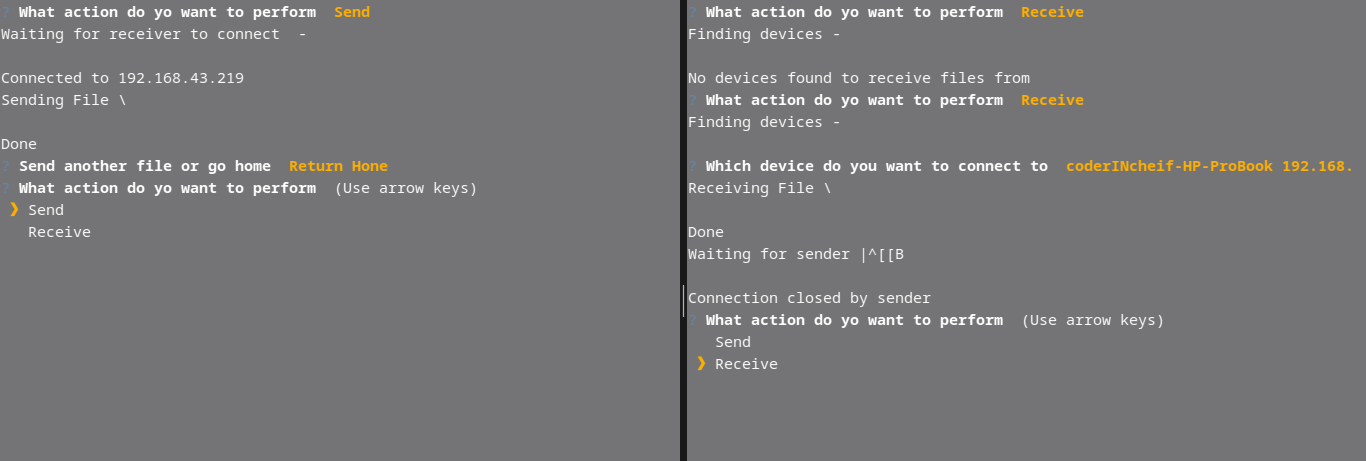 ? What action do yo want to perform  Send
Waiting for receiver to connect  -
Connected to 192.168.43.219
Sending File \
Done
? Send another file or go home  Return Hone
? What action do yo want to perform  (Use arrow keys)
❯ Send
Receive
? What action do yo want to perform  Receive
Finding devices -
No devices found to receive files from
? What action do yo want to perform  Receive
Finding devices -
? Which device do you want to connect to  coderINcheif-HP-ProBook 192.168.
Receiving File \
Done
Waiting for sender |^[[B
Connection closed by sender
? What action do yo want to perform  (Use arrow keys)
Send
❯ Receive